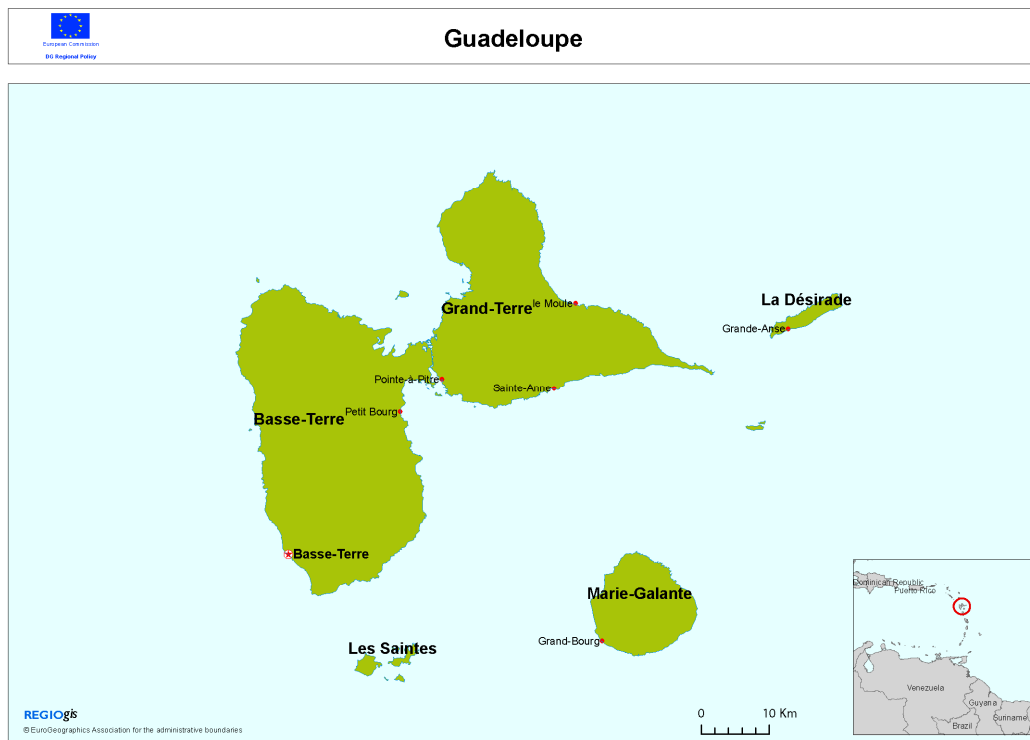 European Commission
DG Regional Policy
Guadeloupe
La Désirade
Grand-Terre
le Moule
Grande-Anse
Pointe-à-Pitre
Sainte-Anne
Petit Bourg
Basse-Terre
Basse-Terre
Marie-Galante
Grand-Bourg
Les Saintes
Dominican Republic
Puerto Rico
Venezuela
Guyana
Suriname
Brazil
REGIOgis
© EuroGeographics Association for the administrative boundaries
0 10 Km